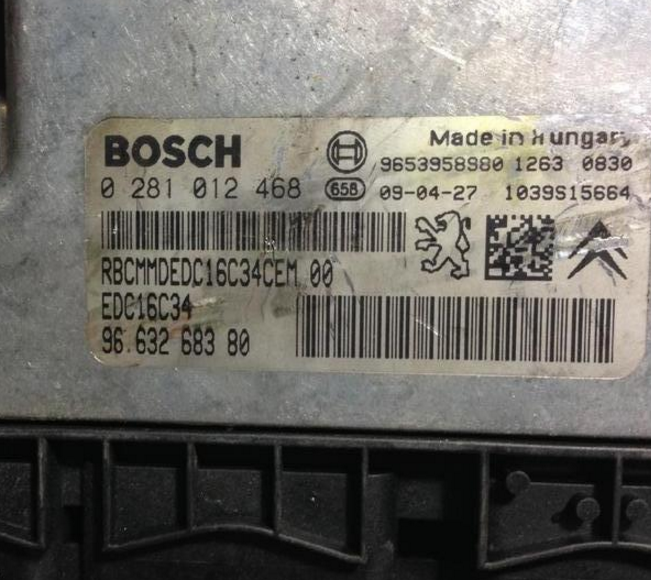 BOSCH
Made in Hungary
9653958980 1263 0830
0 281 012 468
658
09-04-27 1039S15664
RBCMMDEDC16C34CEM 00
EDC16C34
96.632 683 80